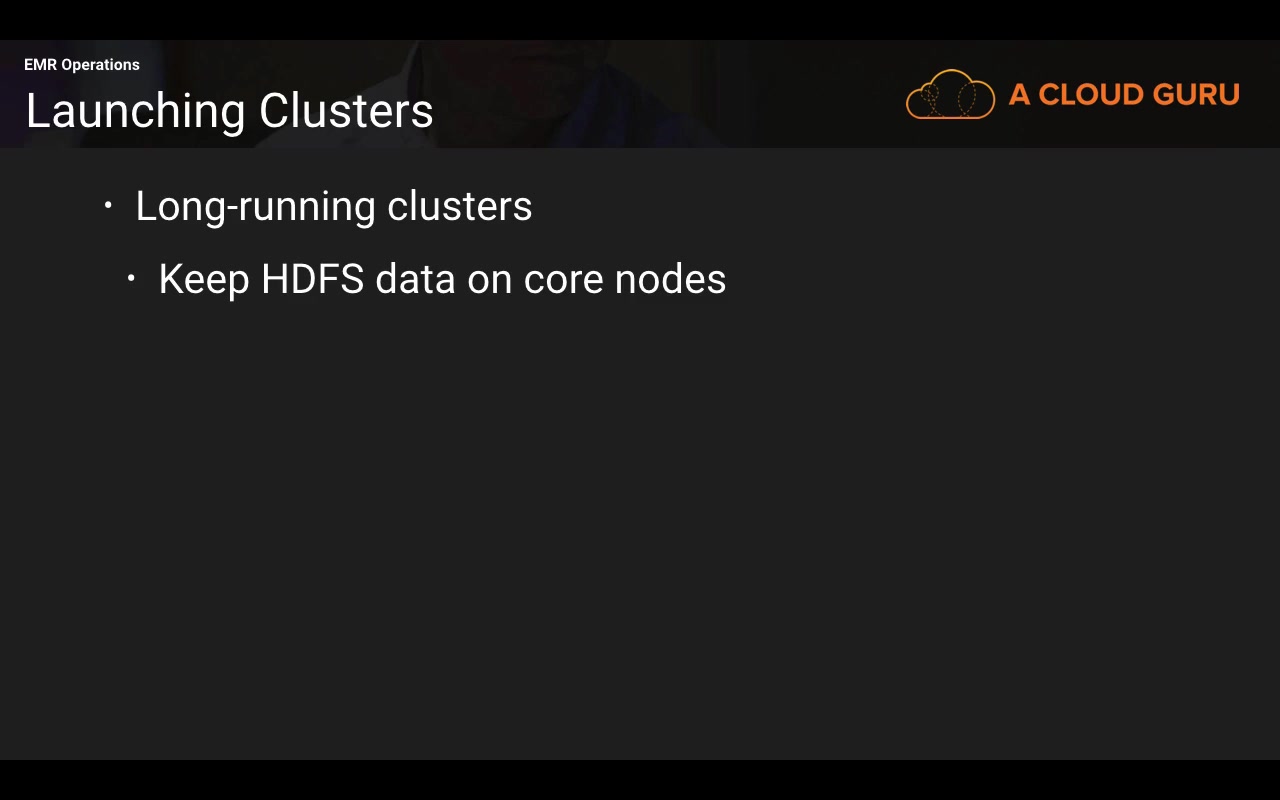 EMR Operations
Launching Clusters
A CLOUD GURU
• Long-running clusters
• Keep HDFS data on core nodes